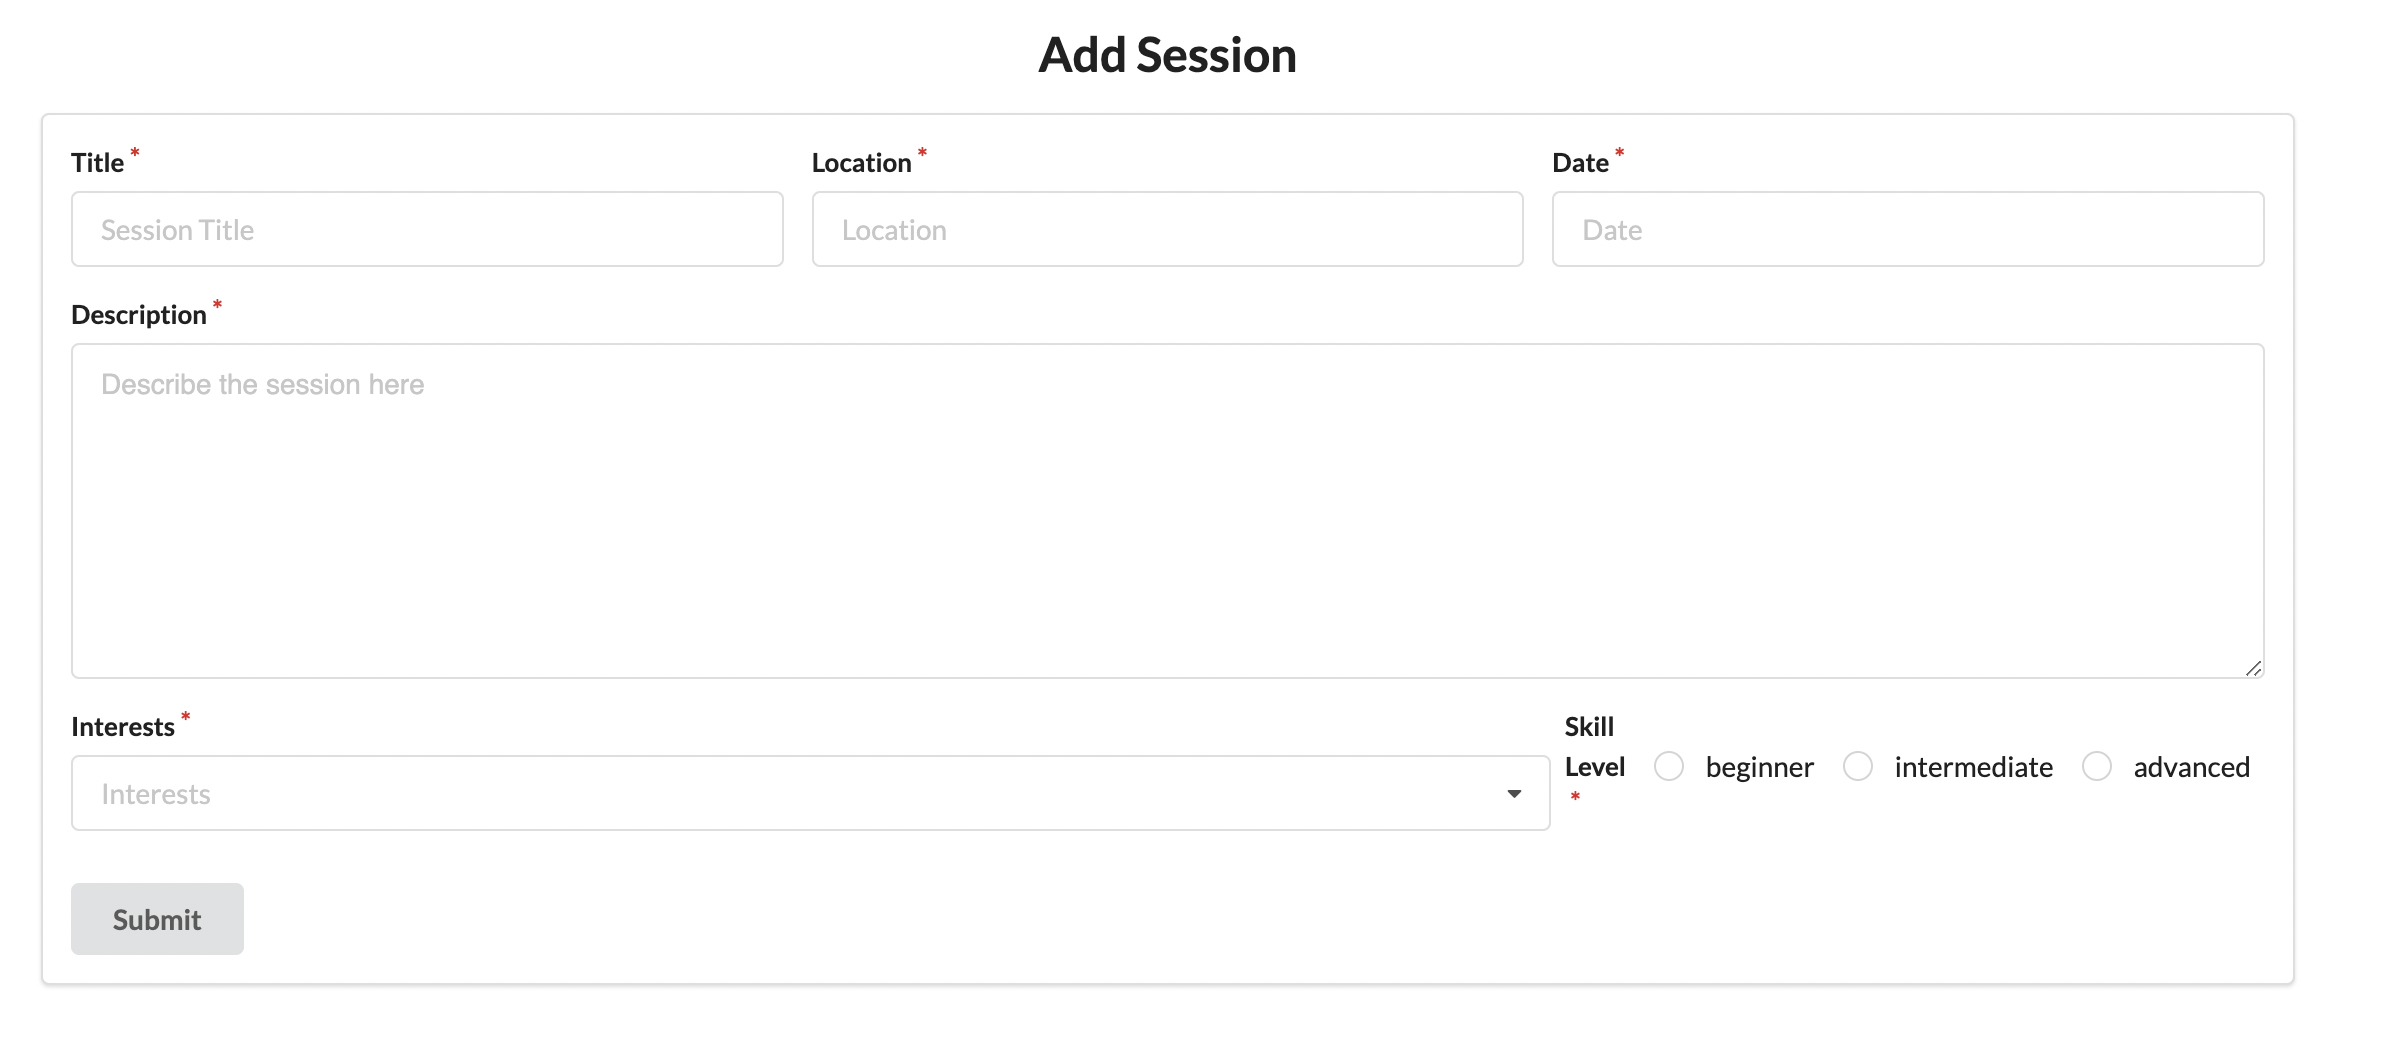 Add Session
Title *
Location *
Date *
Session Title
Location
Date
Description *
Describe the session here
Interests *
Interests
Skill
Level
*
beginner
intermediate
advanced
Submit